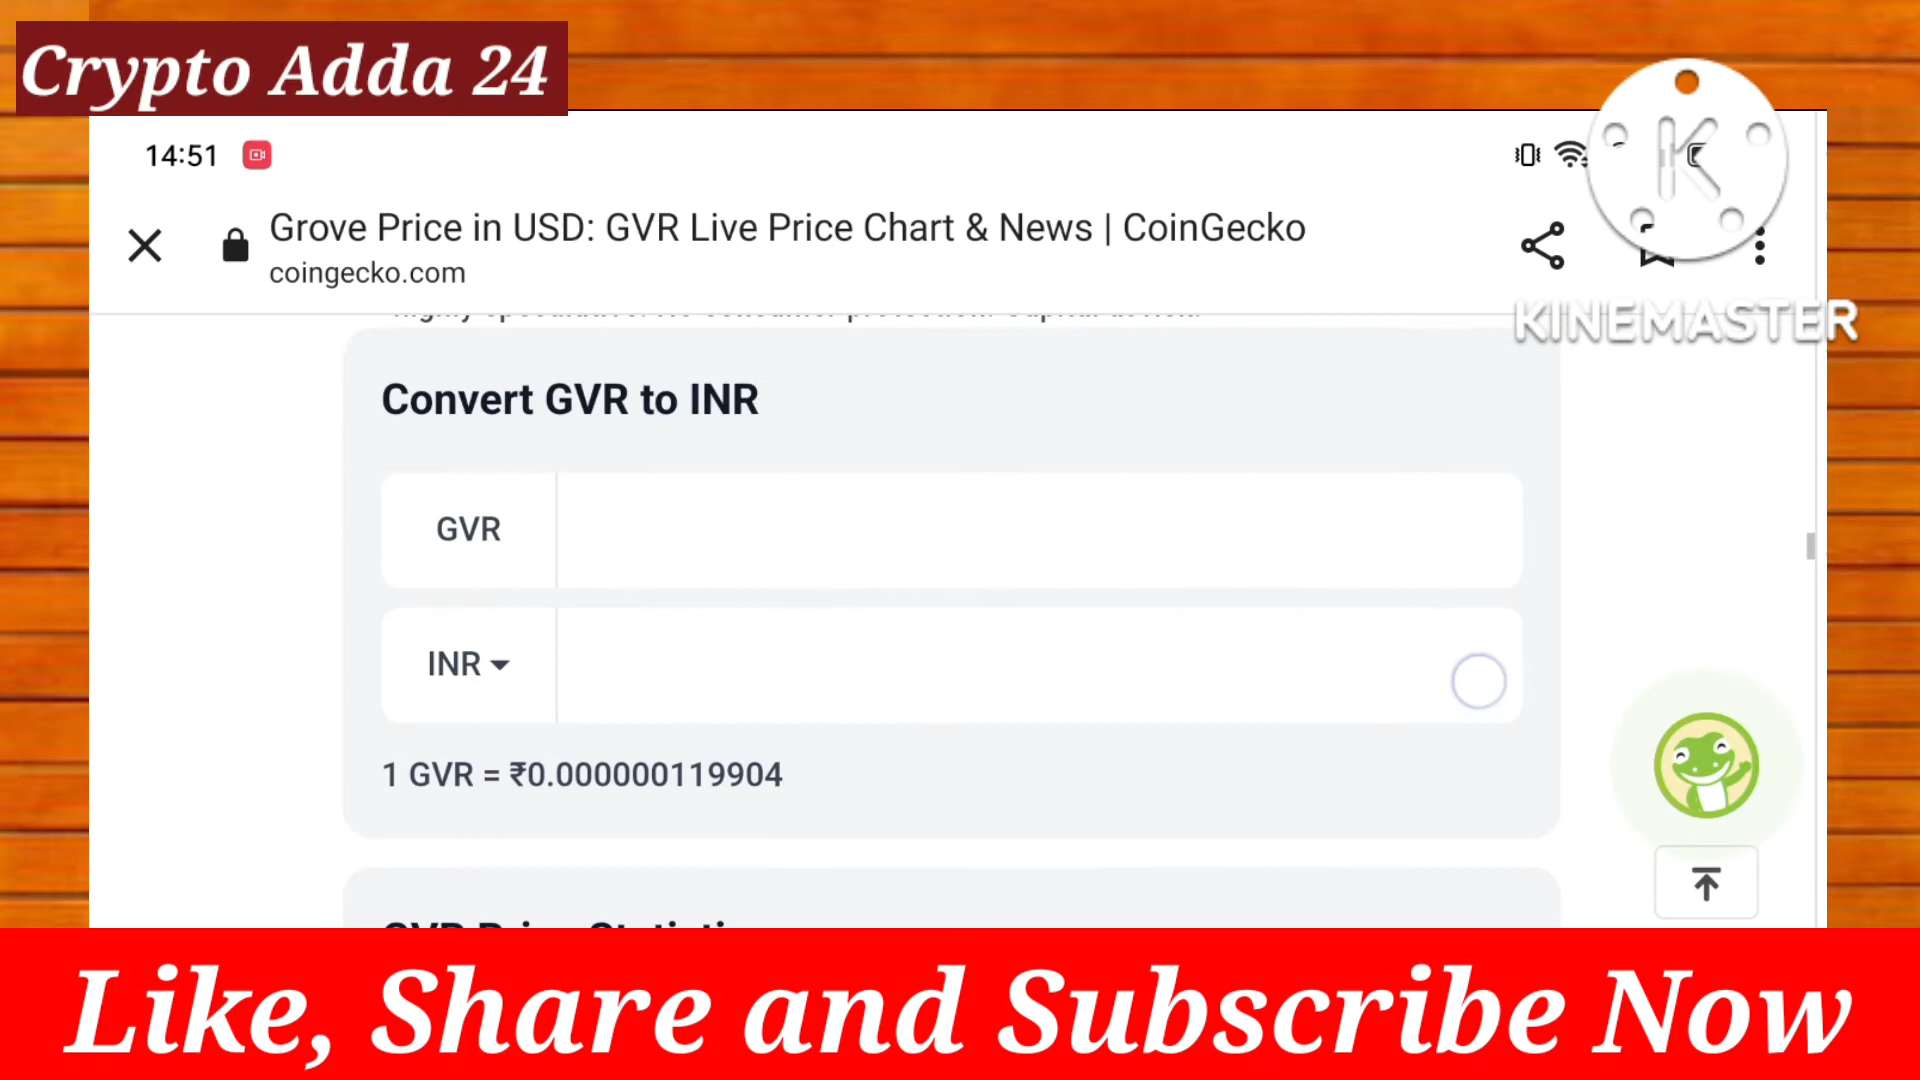 Crypto Adda 24
14:51
Grove Price in USD: GVR Live Price Chart & News | CoinGecko
coingecko.com
KINEMASTER
Convert GVR to INR
GVR
INR
1 GVR = ₹0.000000119904
Like, Share and Subscribe Now